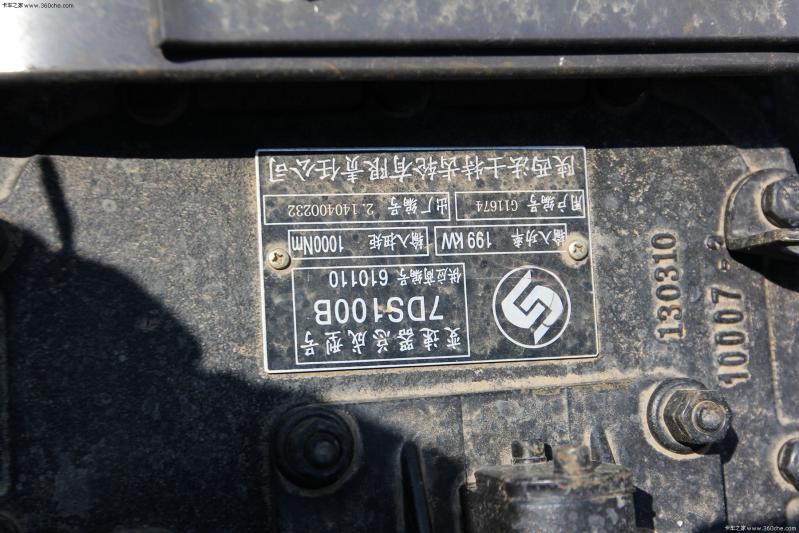 卡车之家 www.360che.com
变速器总成型号
7DS100B
供应商编号 610110
输入功率 199 kW 输入扭矩 1000Nm
用户编号 G11674 出厂编号 2.140400232
陕西法士特齿轮有限责任公司
130310
卡车之家 www.360che.com